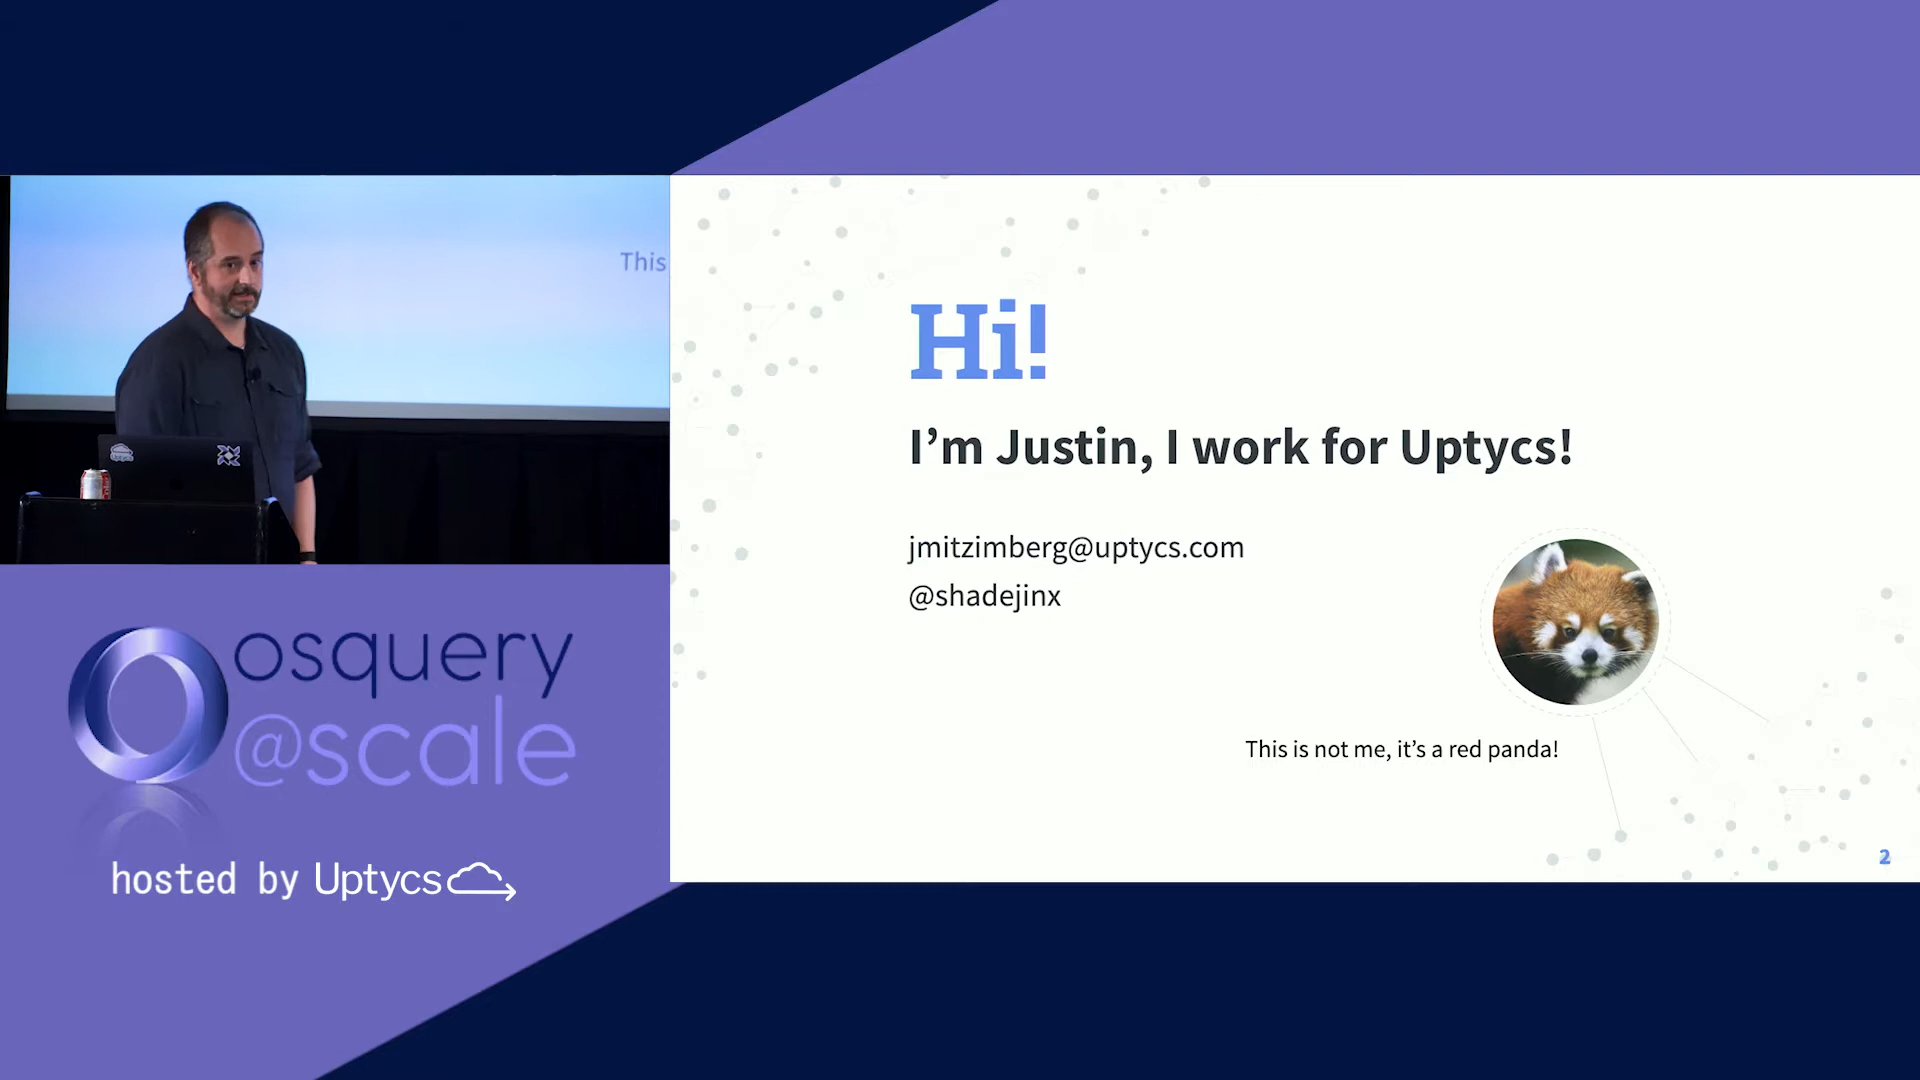 This
Uptycs
Hi!
I’m Justin, I work for Uptycs!
jmitzimberg@uptycs.com
@shadejinx
This is not me, it’s a red panda!
2
osquery
@scale
hosted by Uptycs